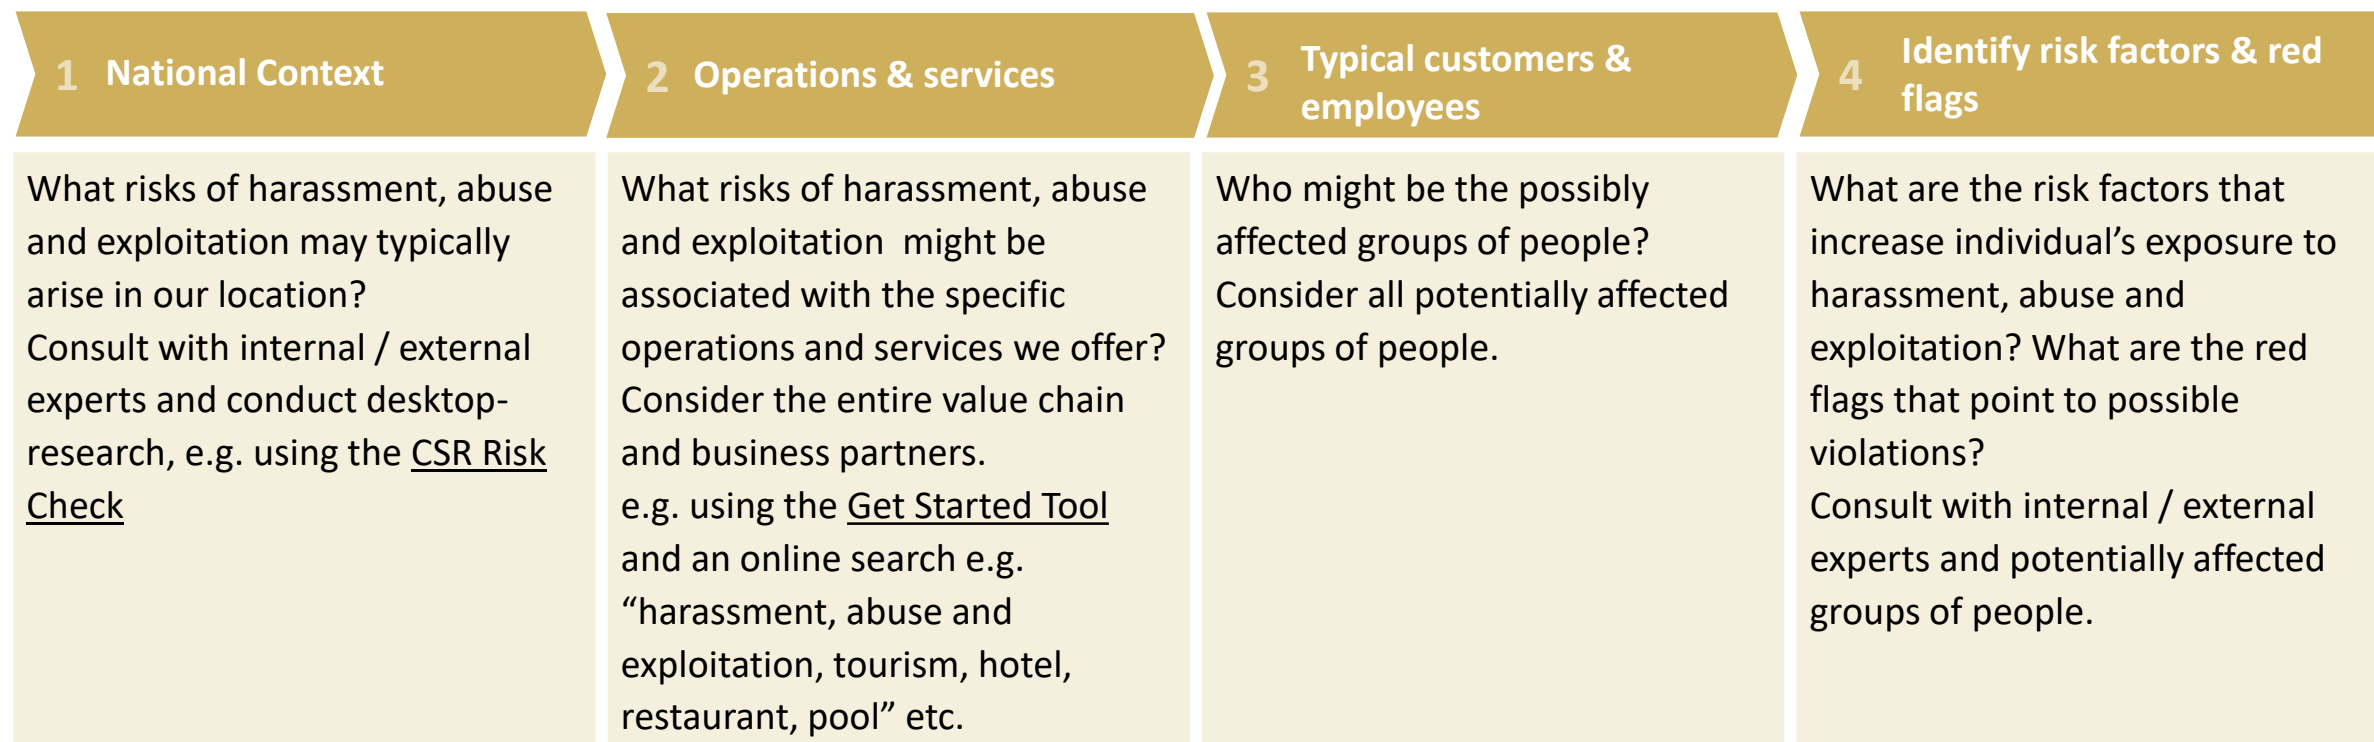 1 National Context
2 Operations & services
3 Typical customers &
employees
4 Identify risk factors & red
flags
What risks of harassment, abuse
and exploitation may typically
arise in our location?
Consult with internal / external
experts and conduct desktop-
research, e.g. using the CSR Risk
Check
What risks of harassment, abuse
and exploitation  might be
associated with the specific
operations and services we offer?
Consider the entire value chain
and business partners.
e.g. using the Get Started Tool
and an online search e.g.
“harassment, abuse and
exploitation, tourism, hotel,
restaurant, pool” etc.
Who might be the possibly
affected groups of people?
Consider all potentially affected
groups of people.
What are the risk factors that
increase individual’s exposure to
harassment, abuse and
exploitation? What are the red
flags that point to possible
violations?
Consult with internal / external
experts and potentially affected
groups of people.